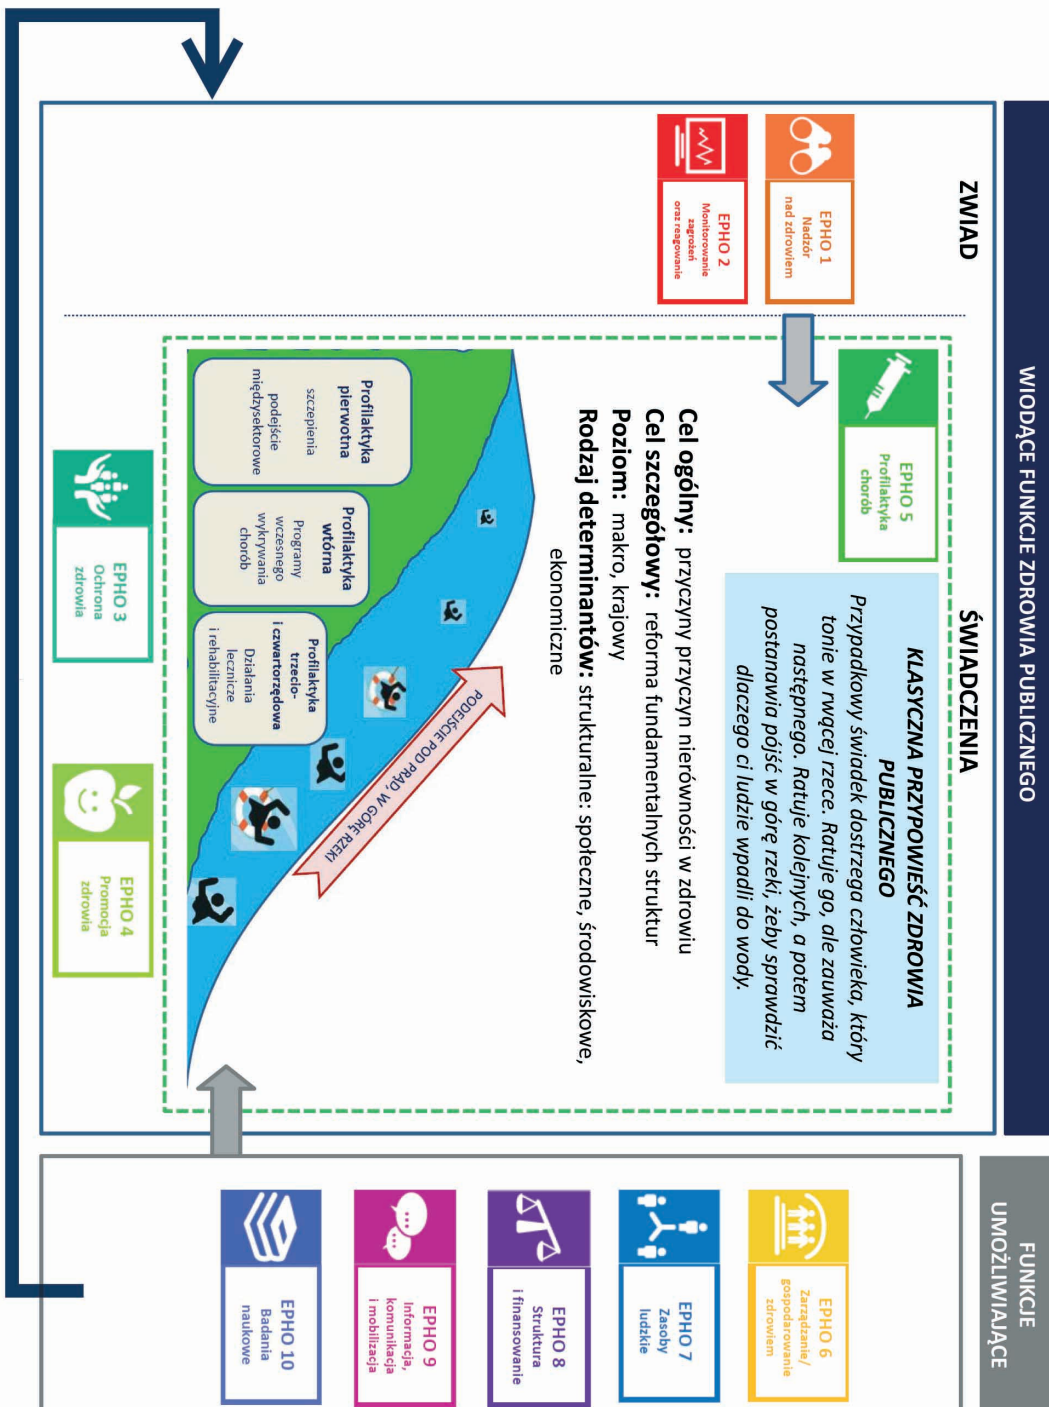 WIODĄCE FUNKCJE ZDROWIA PUBLICZNEGO
ZWIAD
EPHO 1
Nadzór
nad zdrowiem
EPHO 2
Monitorowanie
zagrożeń
oraz reagowanie
ŚWIADCZENIA
EPHO 5
Profilaktyka
chorób
KLASYCZNA PRZYPOWIEŚĆ ZDROWIA
PUBLICZNEGO
Przypadkowy świadek dostrzega człowieka, który
tonie w rwącej rzece. Ratuje go, ale zauważa
następnego. Ratuje kolejnych, a potem
postanawia pójść w górę rzeki, żeby sprawdzić
dlaczego ci ludzie wpadli do wody.
Cel ogólny: przyczyny przyczyn nierówności w zdrowiu
Cel szczegółowy: reforma fundamentalnych struktur
Poziom: makro, krajowy
Rodzaj determinantów: strukturalne: społeczne, środowiskowe,
ekonomiczne
PODEJŚCIE POD PRĄD, W GÓRĘ RZEKI
Profilaktyka
pierwotna
szczepienia
podejście
międzysektorowe
Profilaktyka
wtórna
Programy
wczesnego
wykrywania
chorób
Profilaktyka
trzecio-
i czwartorzędowa
Działania
lecznicze
i rehabilitacyjne
EPHO 3
Ochrona
zdrowia
EPHO 4
Promocja
zdrowia
FUNKCJE
UMOŻLIWIAJĄCE
EPHO 6
Zarządzanie/
gospodarowanie
zdrowiem
EPHO 7
Zasoby
ludzkie
EPHO 8
Struktura
i finansowanie
EPHO 9
Informacja,
komunikacja
i mobilizacja
EPHO 10
Badania
naukowe